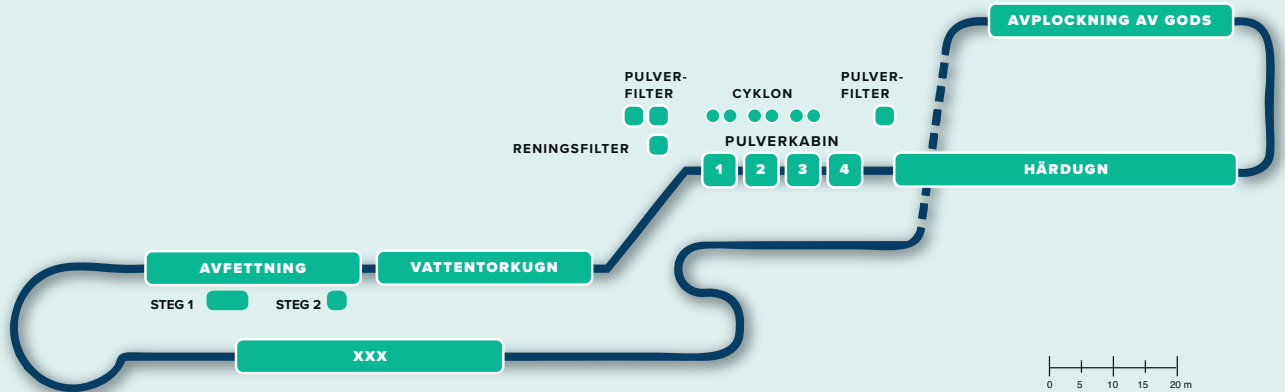 AVPLOCKNING AV GODS
PULVER-
FILTER
CYKLON
PULVER-
FILTER
RENINGSFILTER
PULVERKABIN
1 2 3 4
HÄRDUGN
AVFETTNING
VATTENTORKUGN
STEG 1
STEG 2
XXX
0 5 10 15 20 m